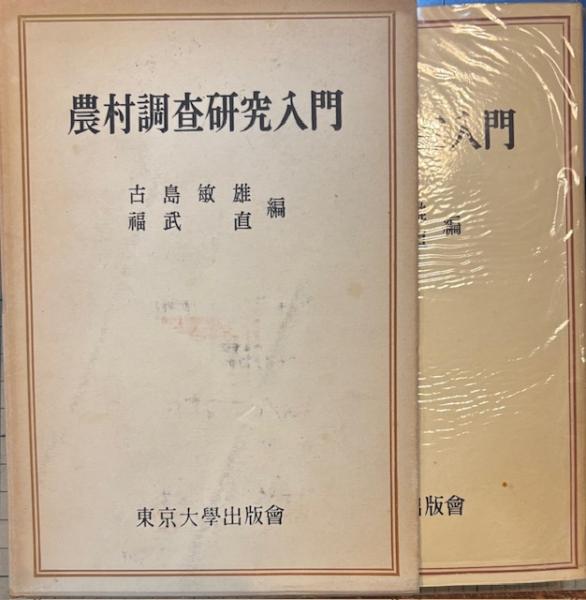 農村調査研究入門
古島敏雄
福武直
編
東京大學出版會
入門
編
出版會